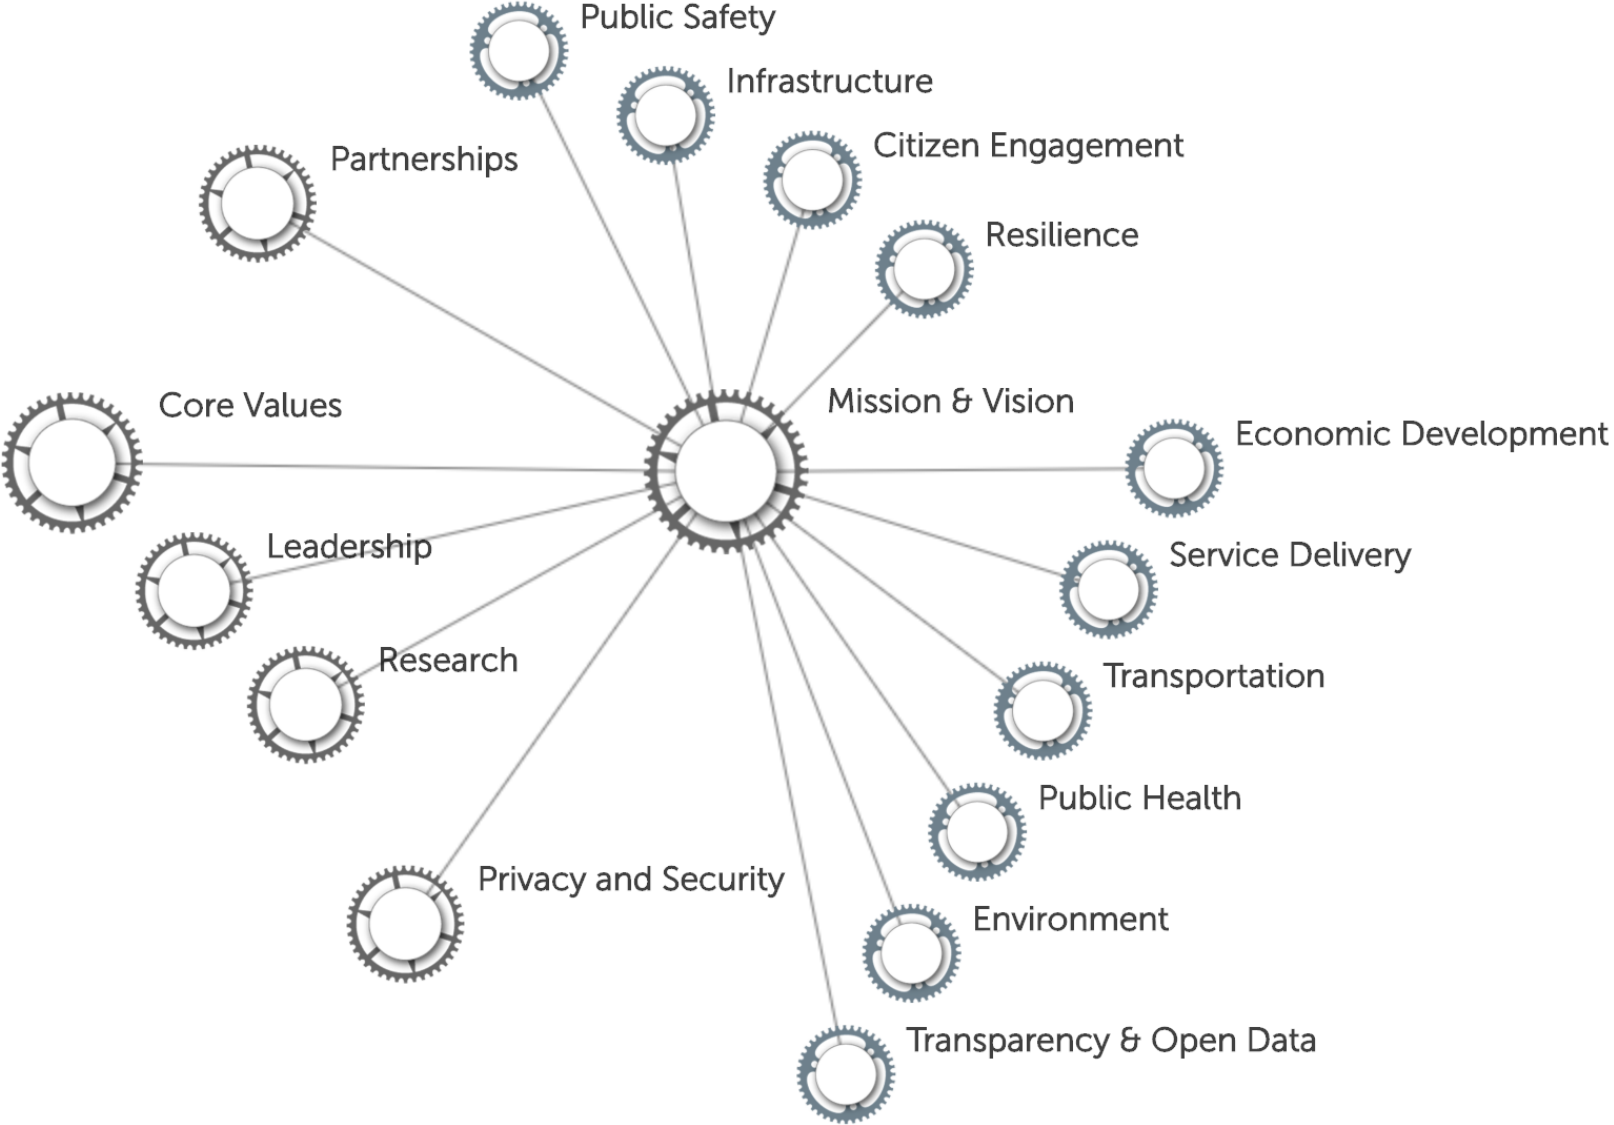 Public Safety
Infrastructure
Citizen Engagement
Partnerships
Resilience
Mission & Vision
Core Values
Economic Development
Leadership
Service Delivery
Research
Transportation
Public Health
Privacy and Security
Environment
Transparency & Open Data